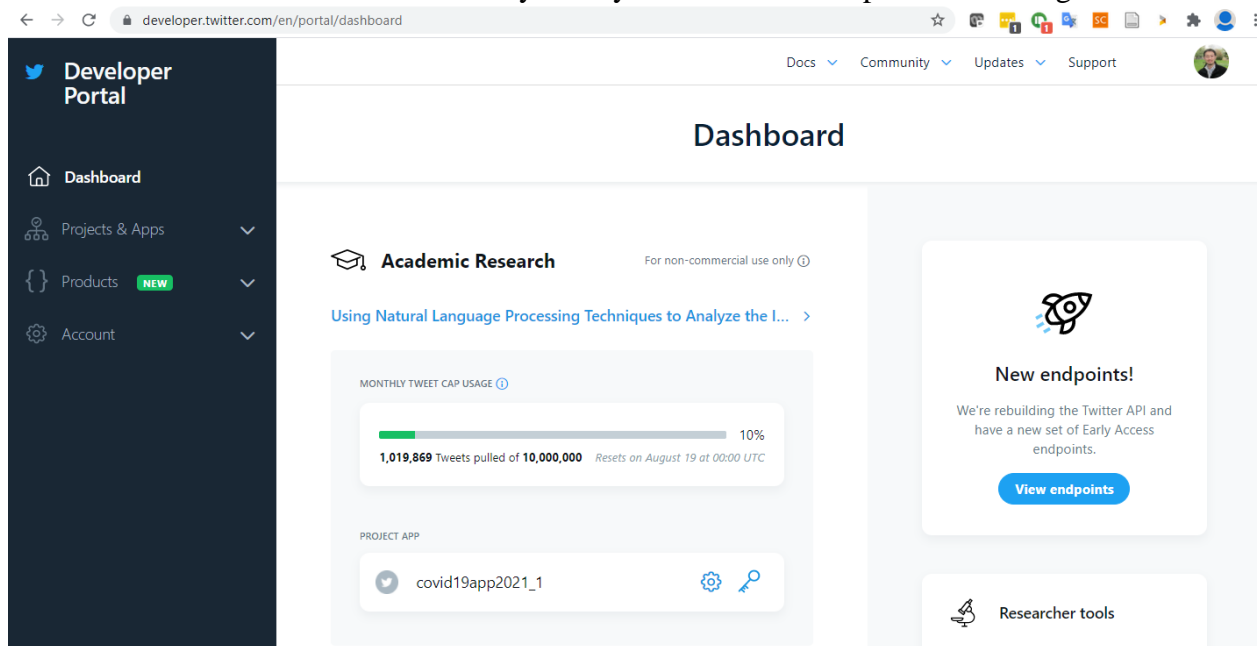 developer.twitter.com/en/portal/dashboard
1
1
SC
Developer
Portal
Docs
Community
Updates
Support
Dashboard
Dashboard
Projects & Apps
Products NEW
Account
Academic Research
For non-commercial use only
Using Natural Language Processing Techniques to Analyze the I...
MONTHLY TWEET CAP USAGE
10%
1,019,869 Tweets pulled of 10,000,000 Resets on August 19 at 00:00 UTC
PROJECT APP
covid19app2021_1
New endpoints!
We're rebuilding the Twitter API and
have a new set of Early Access
endpoints.
View endpoints
Researcher tools